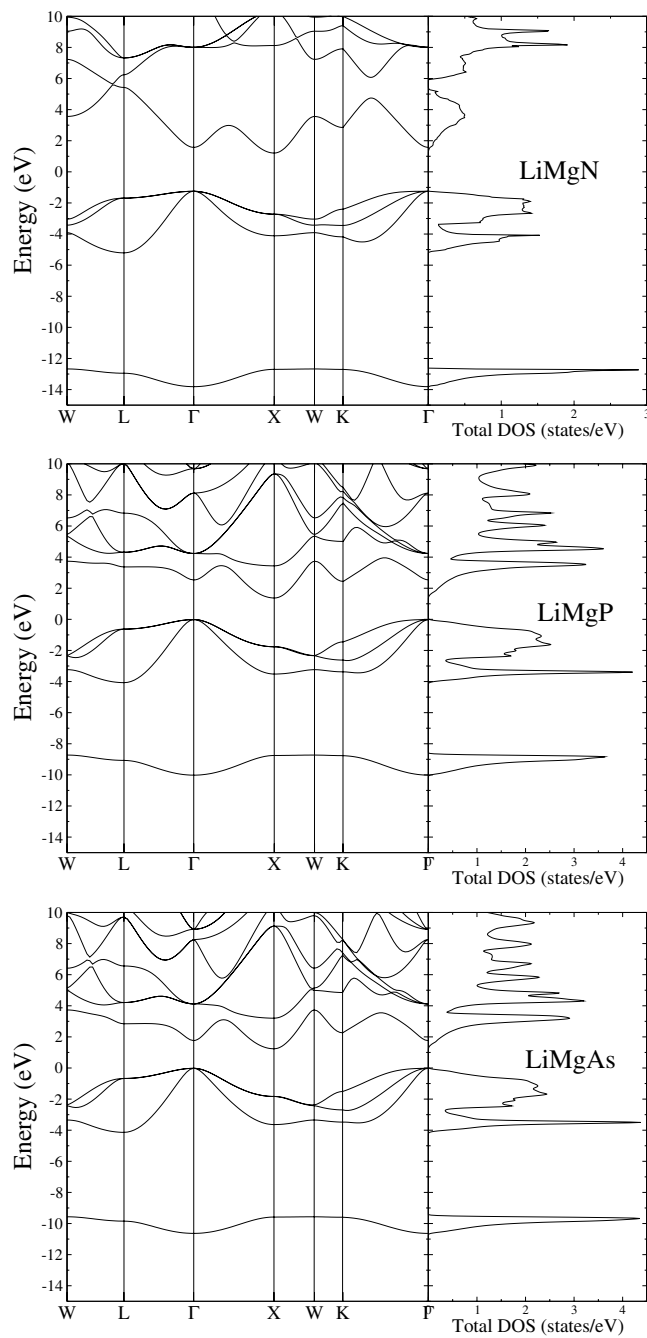 10
8
6
4
2
0
-2
-4
-6
-8
-10
-12
-14
Energy (eV)
W L Γ X W K Γ
LiMgN
1 2 3
Total DOS (states/eV)
10
8
6
4
2
0
-2
-4
-6
-8
-10
-12
-14
Energy (eV)
W L Γ X W K Γ
LiMgP
0 1 2 3 4
Total DOS (states/eV)
10
8
6
4
2
0
-2
-4
-6
-8
-10
-12
-14
Energy (eV)
W L Γ X W K Γ
LiMgAs
0 1 2 3 4
Total DOS (states/eV)